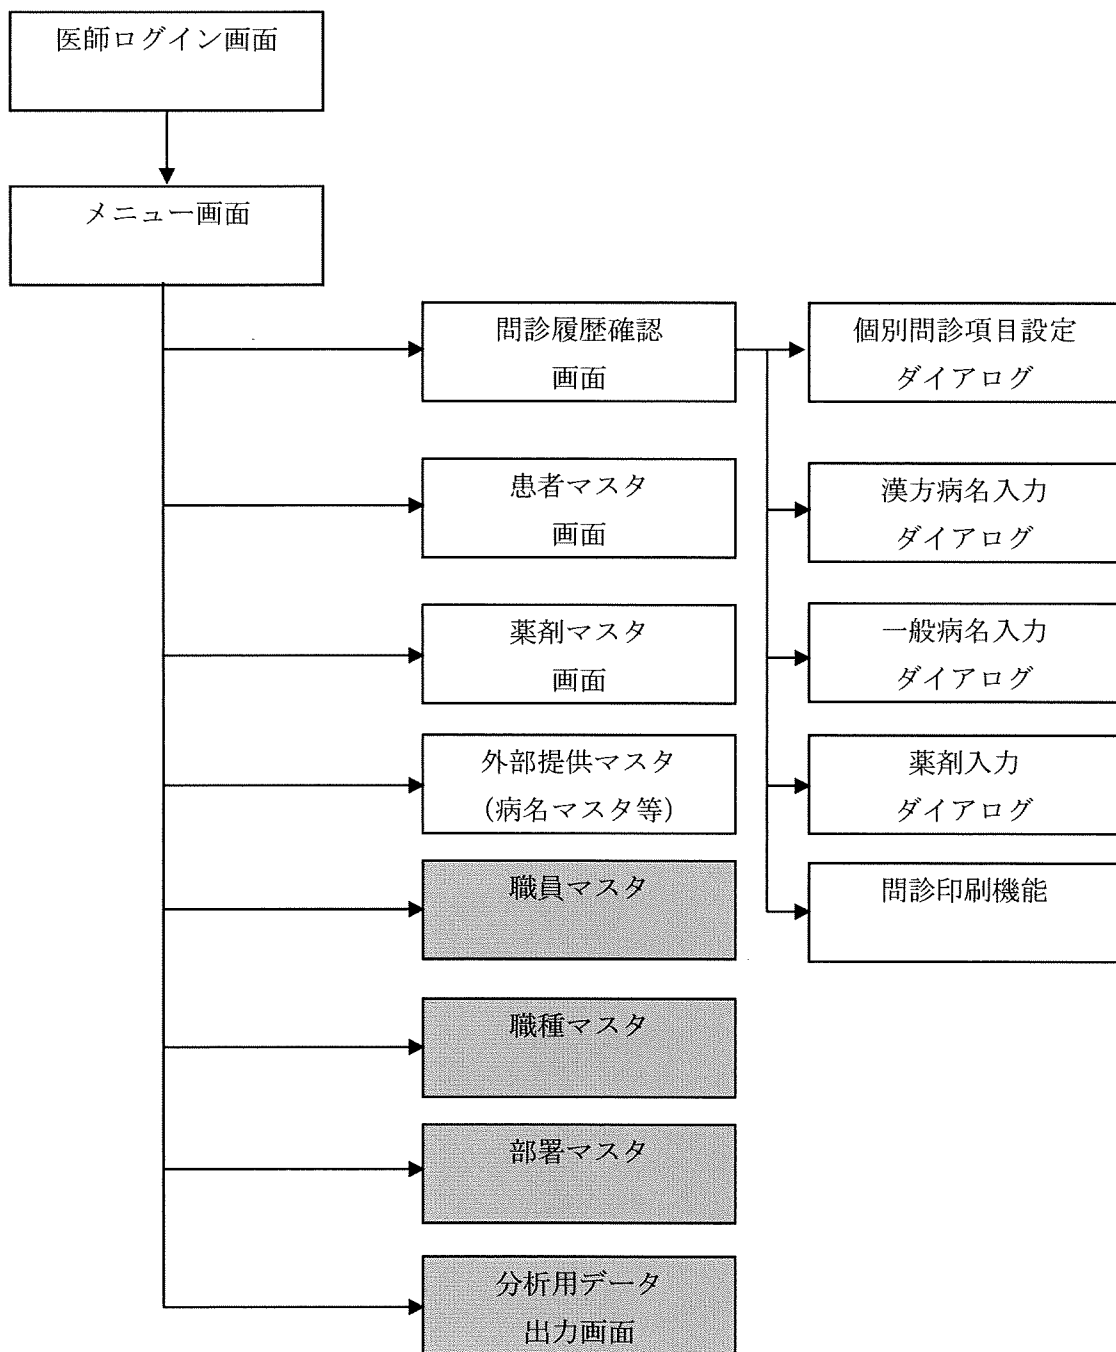 医師ログイン画面
メニュー画面
問診履歴確認
画面
個別問診項目設定
ダイアログ
患者マスタ
画面
漢方病名入力
ダイアログ
薬剤マスタ
画面
一般病名入力
ダイアログ
外部提供マスタ
(病名マスタ等)
薬剤入力
ダイアログ
職員マスタ
問診印刷機能
職種マスタ
部署マスタ
分析用データ
出力画面